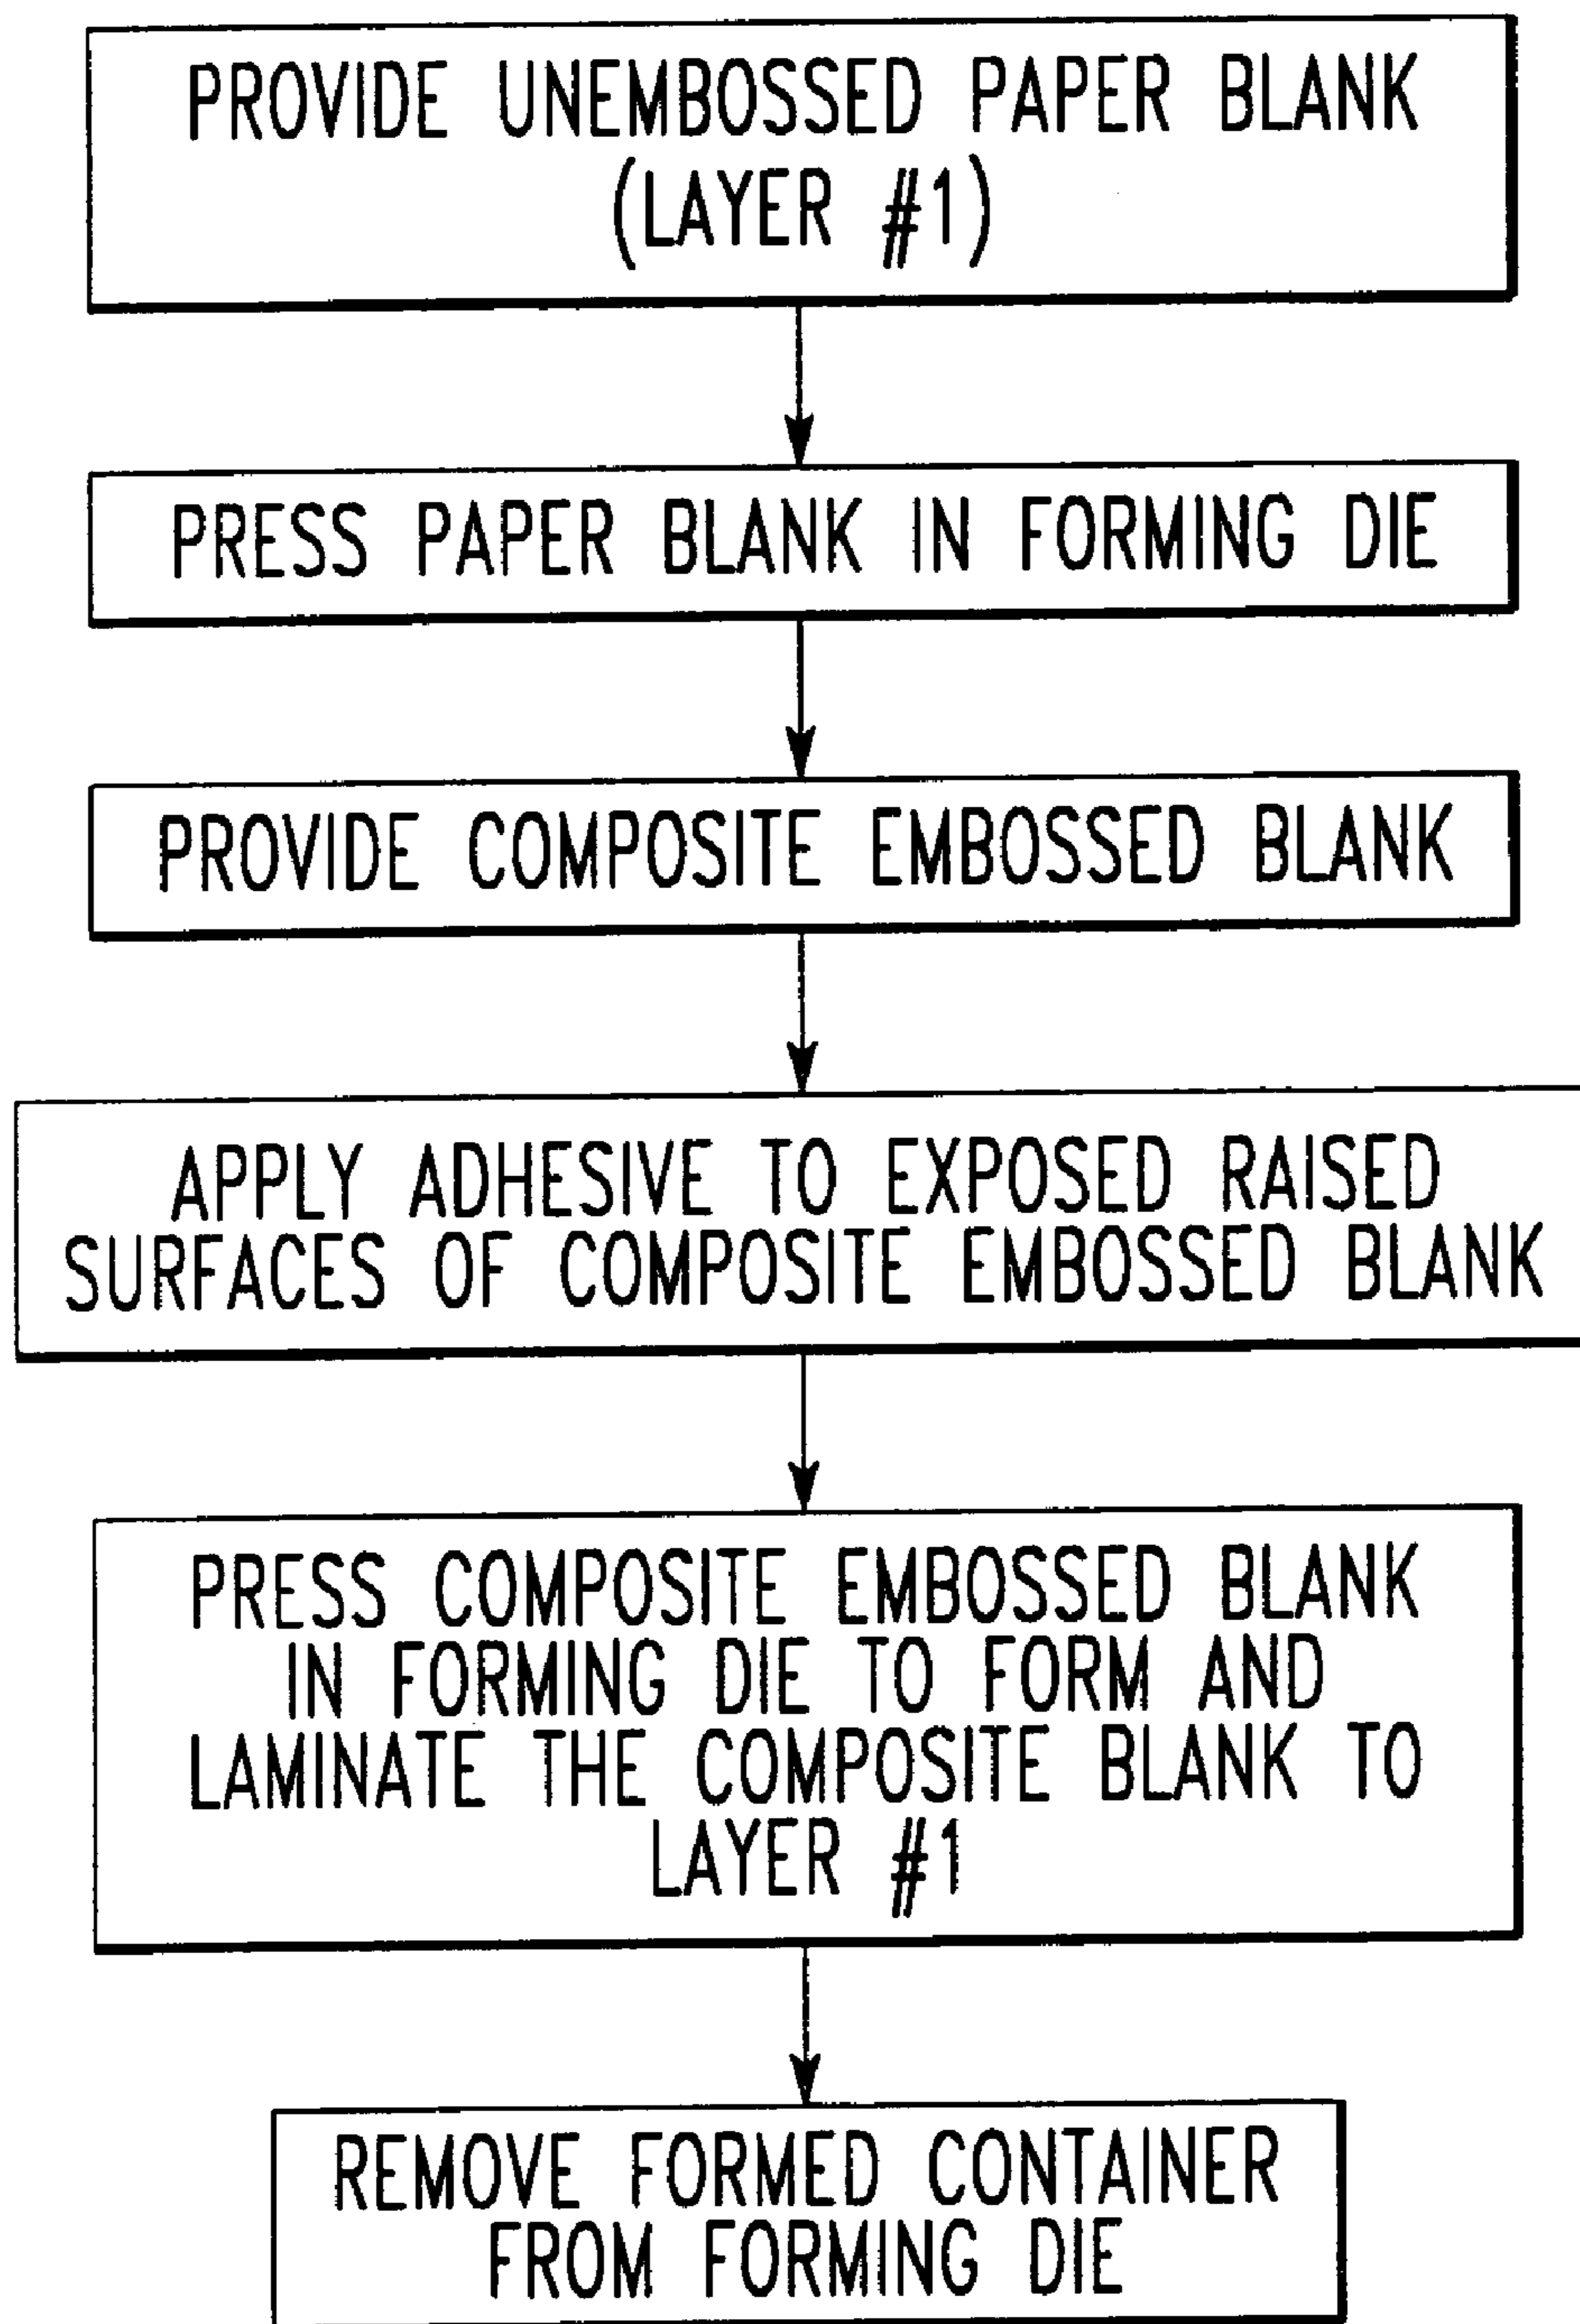 PROVIDE UNEMBOSSED PAPER BLANK
(LAYER #1)
PRESS PAPER BLANK IN FORMING DIE
PROVIDE COMPOSITE EMBOSSED BLANK
APPLY ADHESIVE TO EXPOSED RAISED
SURFACES OF COMPOSITE EMBOSSED BLANK
PRESS COMPOSITE EMBOSSED BLANK
IN FORMING DIE TO FORM AND
LAMINATE THE COMPOSITE BLANK TO
LAYER #1
REMOVE FORMED CONTAINER
FROM FORMING DIE